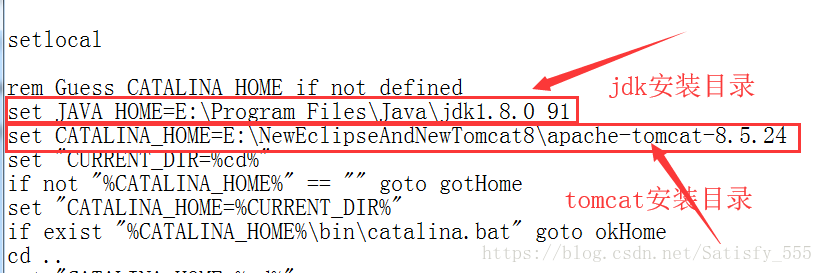 setlocal
rem Guess CATALINA_HOME if not defined
jdk安装目录
set JAVA_HOME=E:\Program Files\Java\jdk1.8.0_91
set CATALINA_HOME=E:\NewEclipseAndNewTomcat8\apache-tomcat-8.5.24
set "CURRENT_DIR=%cd%"
if not "%CATALINA_HOME%" == "" goto gotHome
tomcat安装目录
set "CATALINA_HOME=%CURRENT_DIR%"
if exist "%CATALINA_HOME%\bin\catalina.bat" goto okHome
https://blog.csdn.net/Satisfy_555
cd ..